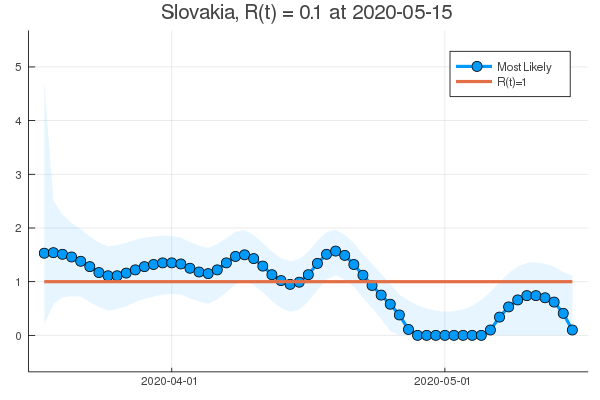 Slovakia, R(t) = 0.1 at 2020-05-15
Most Likely
R(t)=1
5
4
3
2
1
0
2020-04-01
2020-05-01